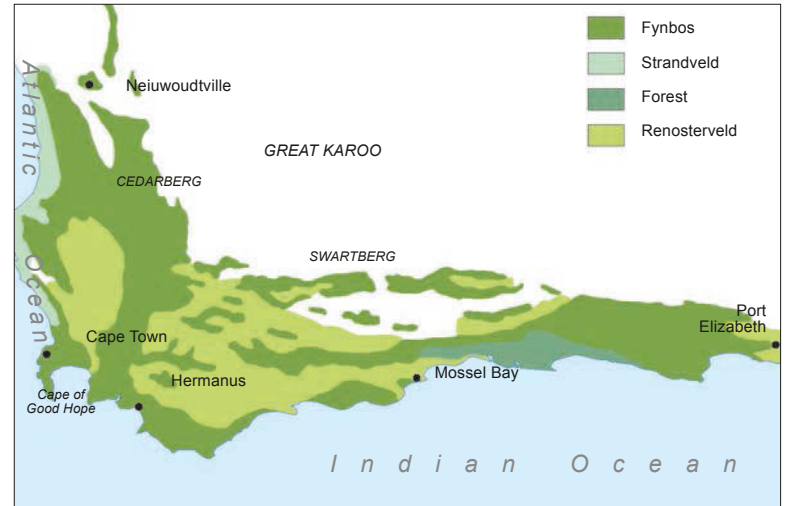 Fynbos
Strandveld
Forest
Renosterveld
Atlantic Ocean
Neiuwoudtville
GREAT KAROO
CEDARBERG
SWARTBERG
Port
Elizabeth
Cape Town
Mossel Bay
Hermanus
Cape of
Good Hope
Indian Ocean